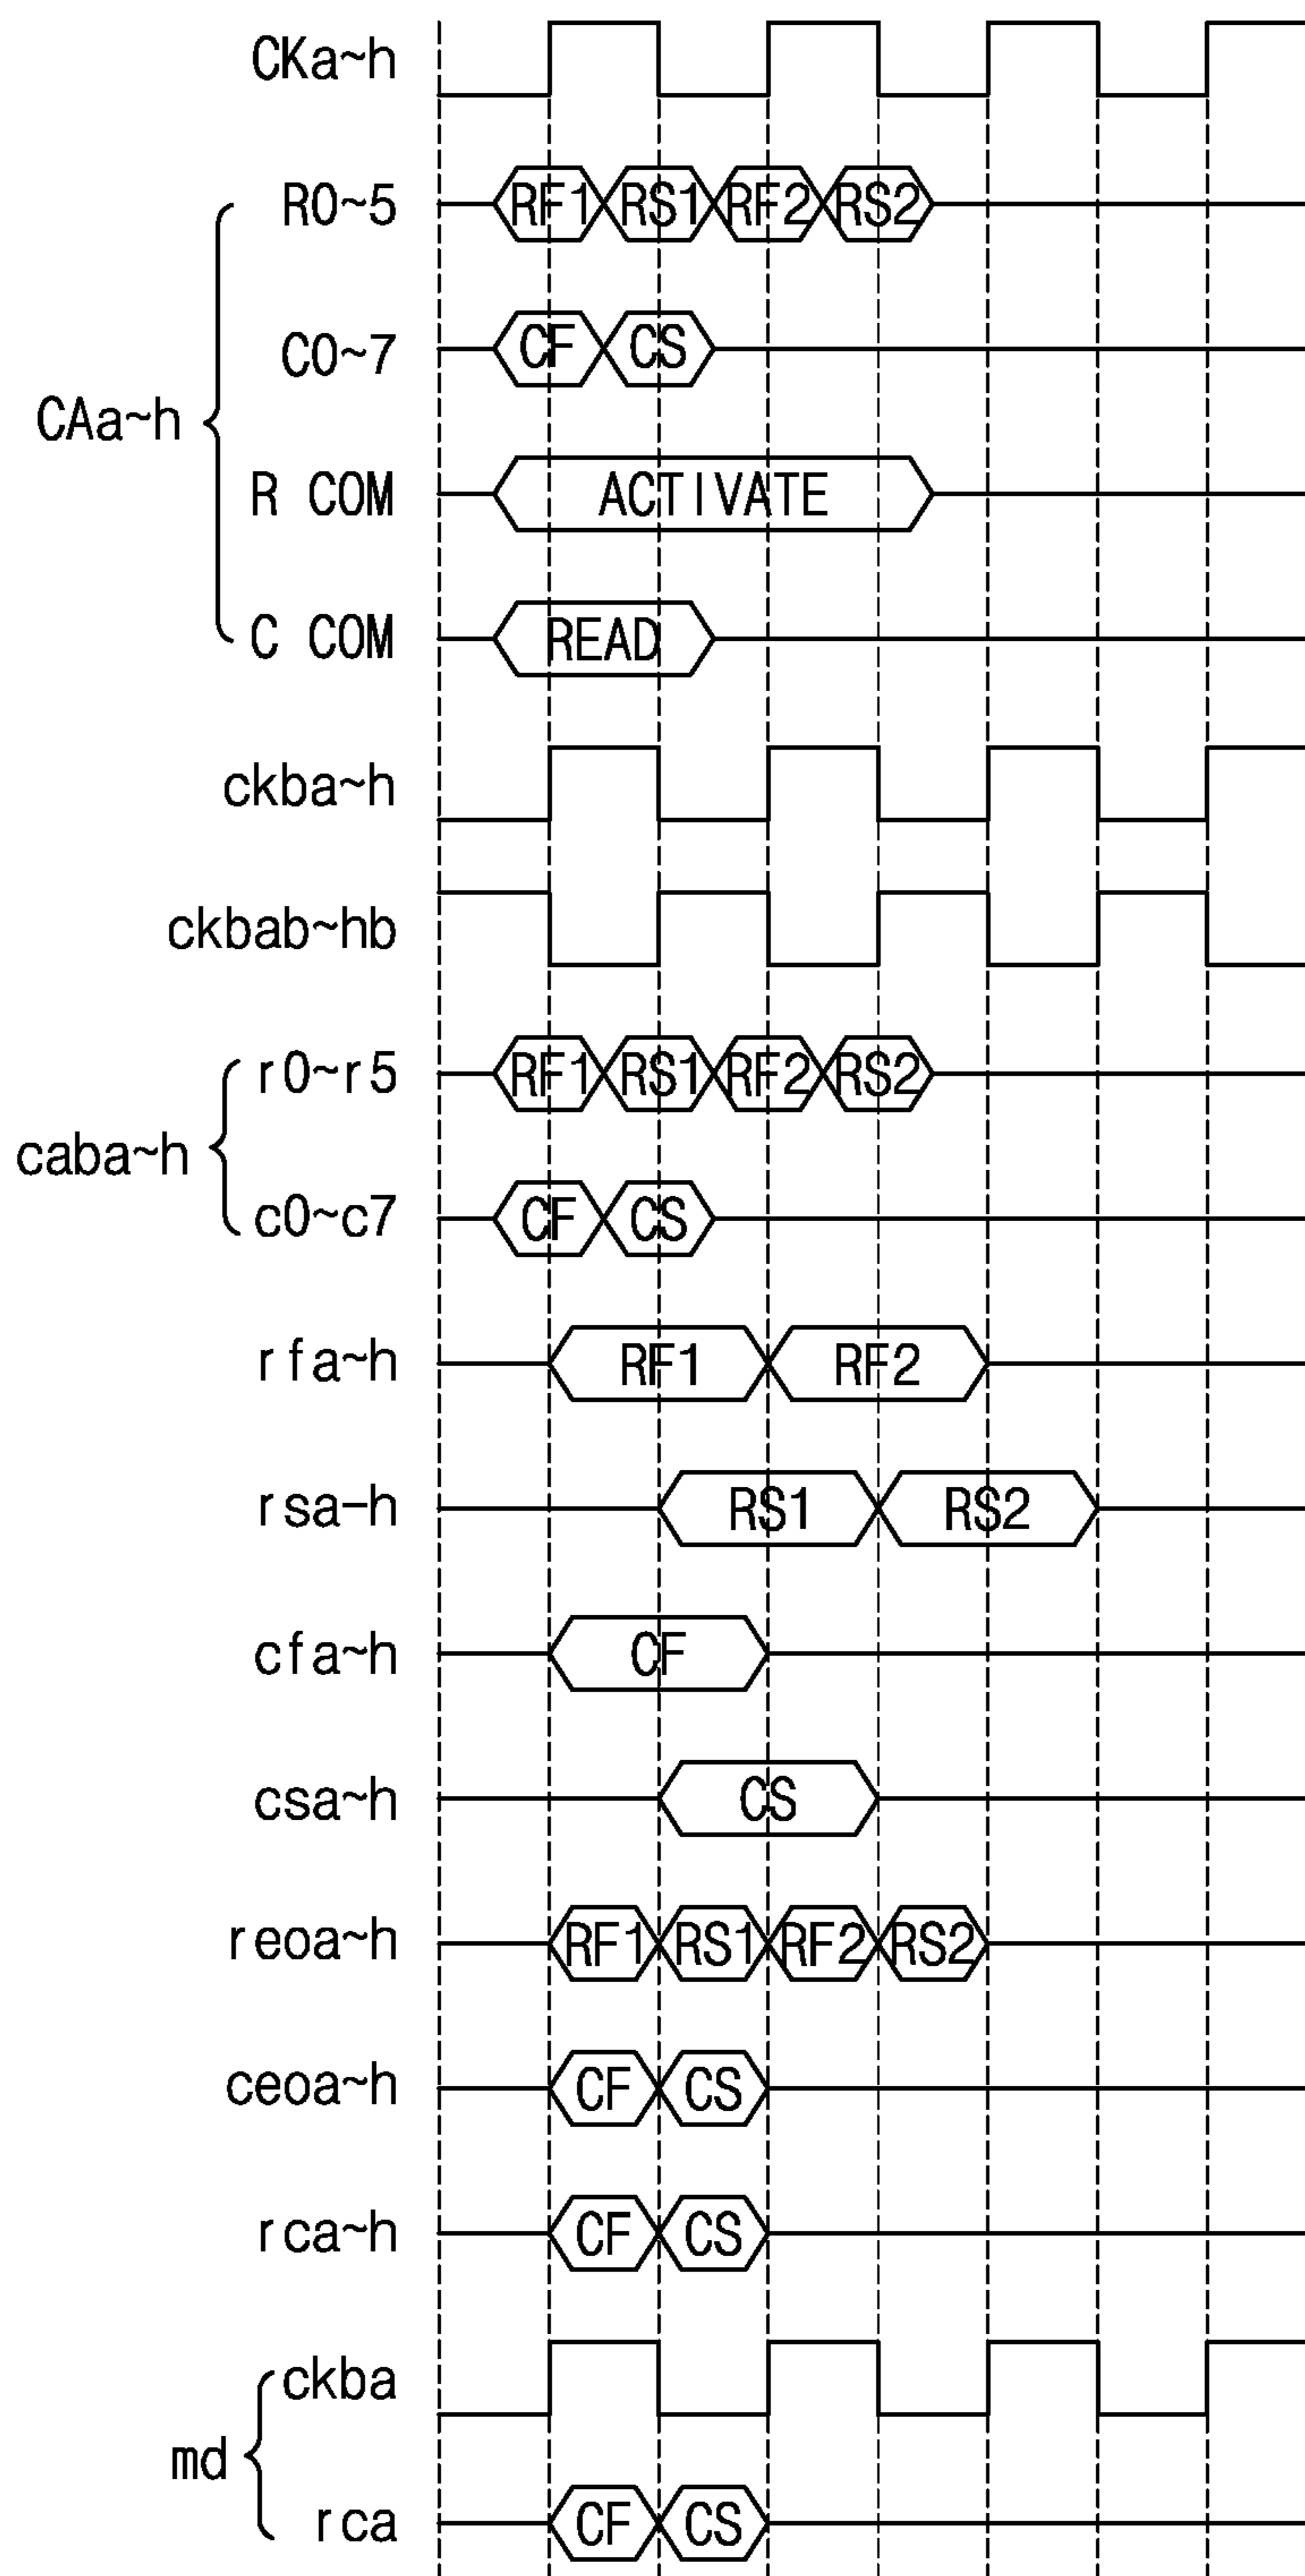 CKa~h
R0~5 RF1 RS1 RF2 RS2
C0~7 CF CS
CAa~h
R COM ACTIVATE
C COM READ
ckba~h
ckbab~hb
r0~r5 RF1 RS1 RF2 RS2
caba~h
c0~c7 CF CS
rfa~h RF1 RF2
rsa-h RS1 RS2
cfa~h CF
csa~h CS
reoa~h RF1 RS1 RF2 RS2
ceoa~h CF CS
rca~h CF CS
ckba
md
rca CF CS